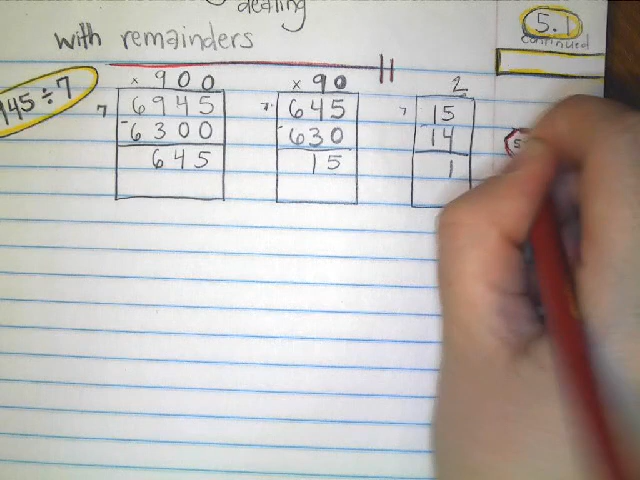 dealing
with remainders
5.1
continued
945 ÷ 7
x 900
7 6945
-6300
645
x 90
7 645
-630
15
2
7 15
-14
1